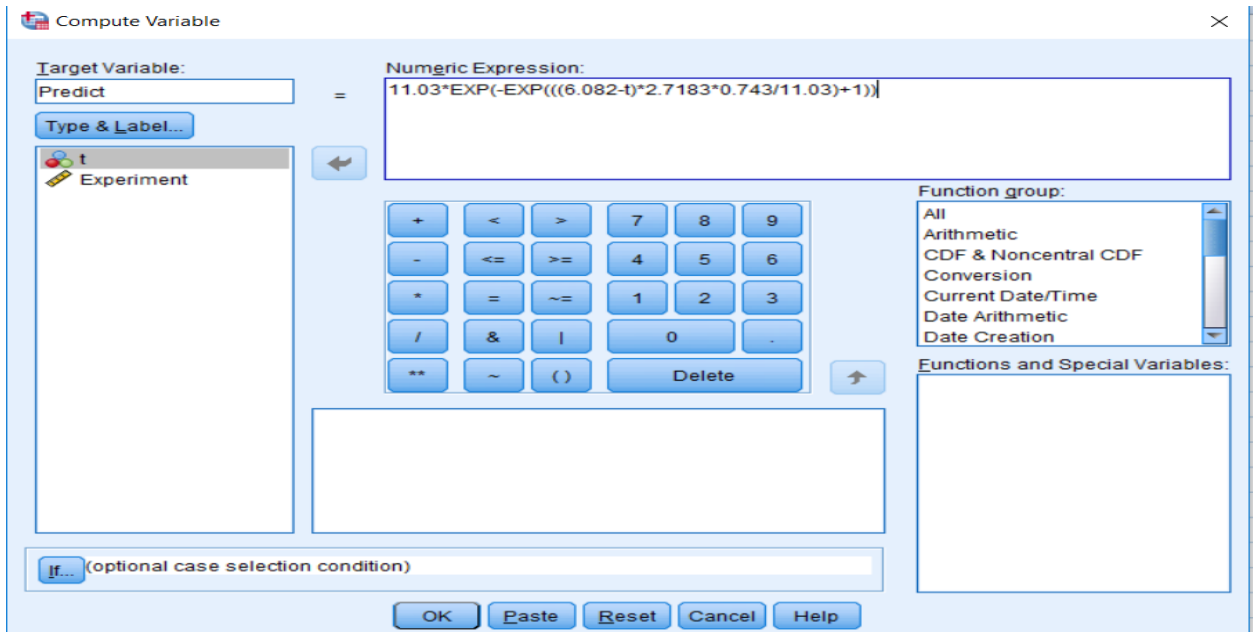 Compute Variable
Target Variable:
Predict
Type & Label...
t
Experiment
=
Numeric Expression:
11.03*EXP(-EXP(((6.082-t)*2.7183*0.743/11.03)+1))
+ < > 7 8 9
- <= >= 4 5 6
* = ~= 1 2 3
/ & | 0 .
** ~ ( ) Delete
Function group:
All
Arithmetic
CDF & Noncentral CDF
Conversion
Current Date/Time
Date Arithmetic
Date Creation
Functions and Special Variables:
If... (optional case selection condition)
OK Paste Reset Cancel Help